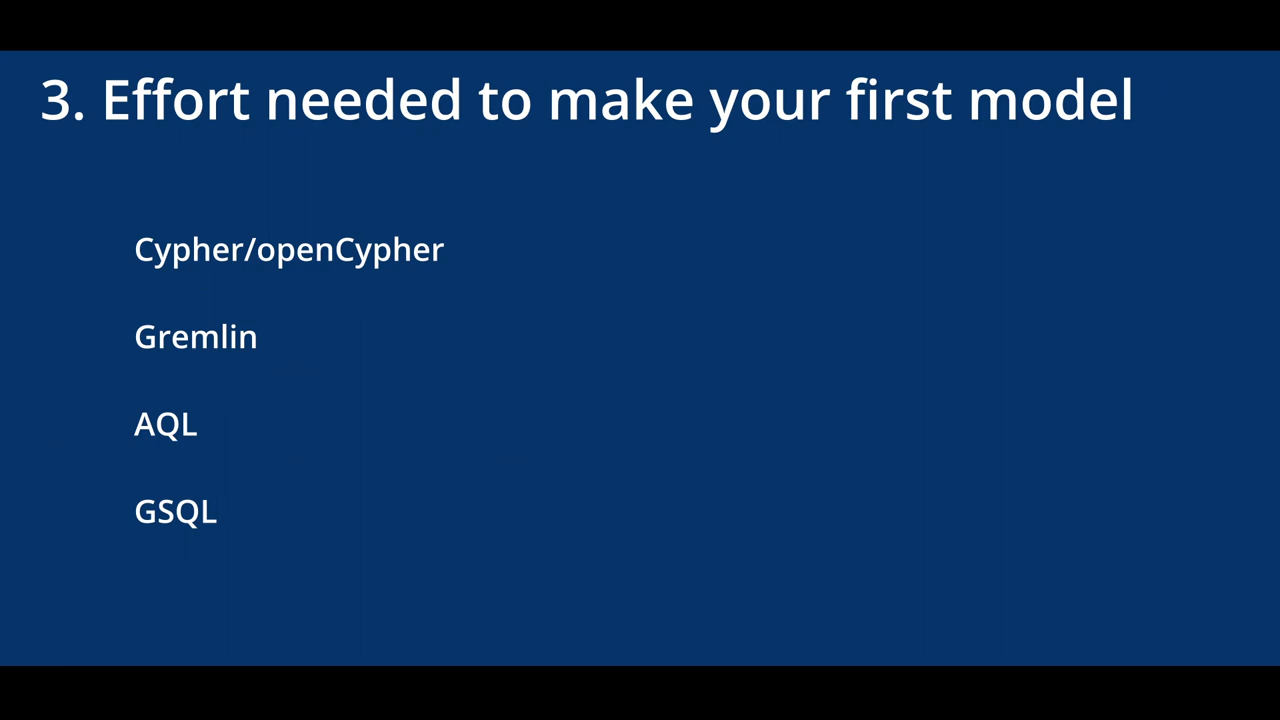 3. Effort needed to make your first model
Cypher/openCypher
Gremlin
AQL
GSQL